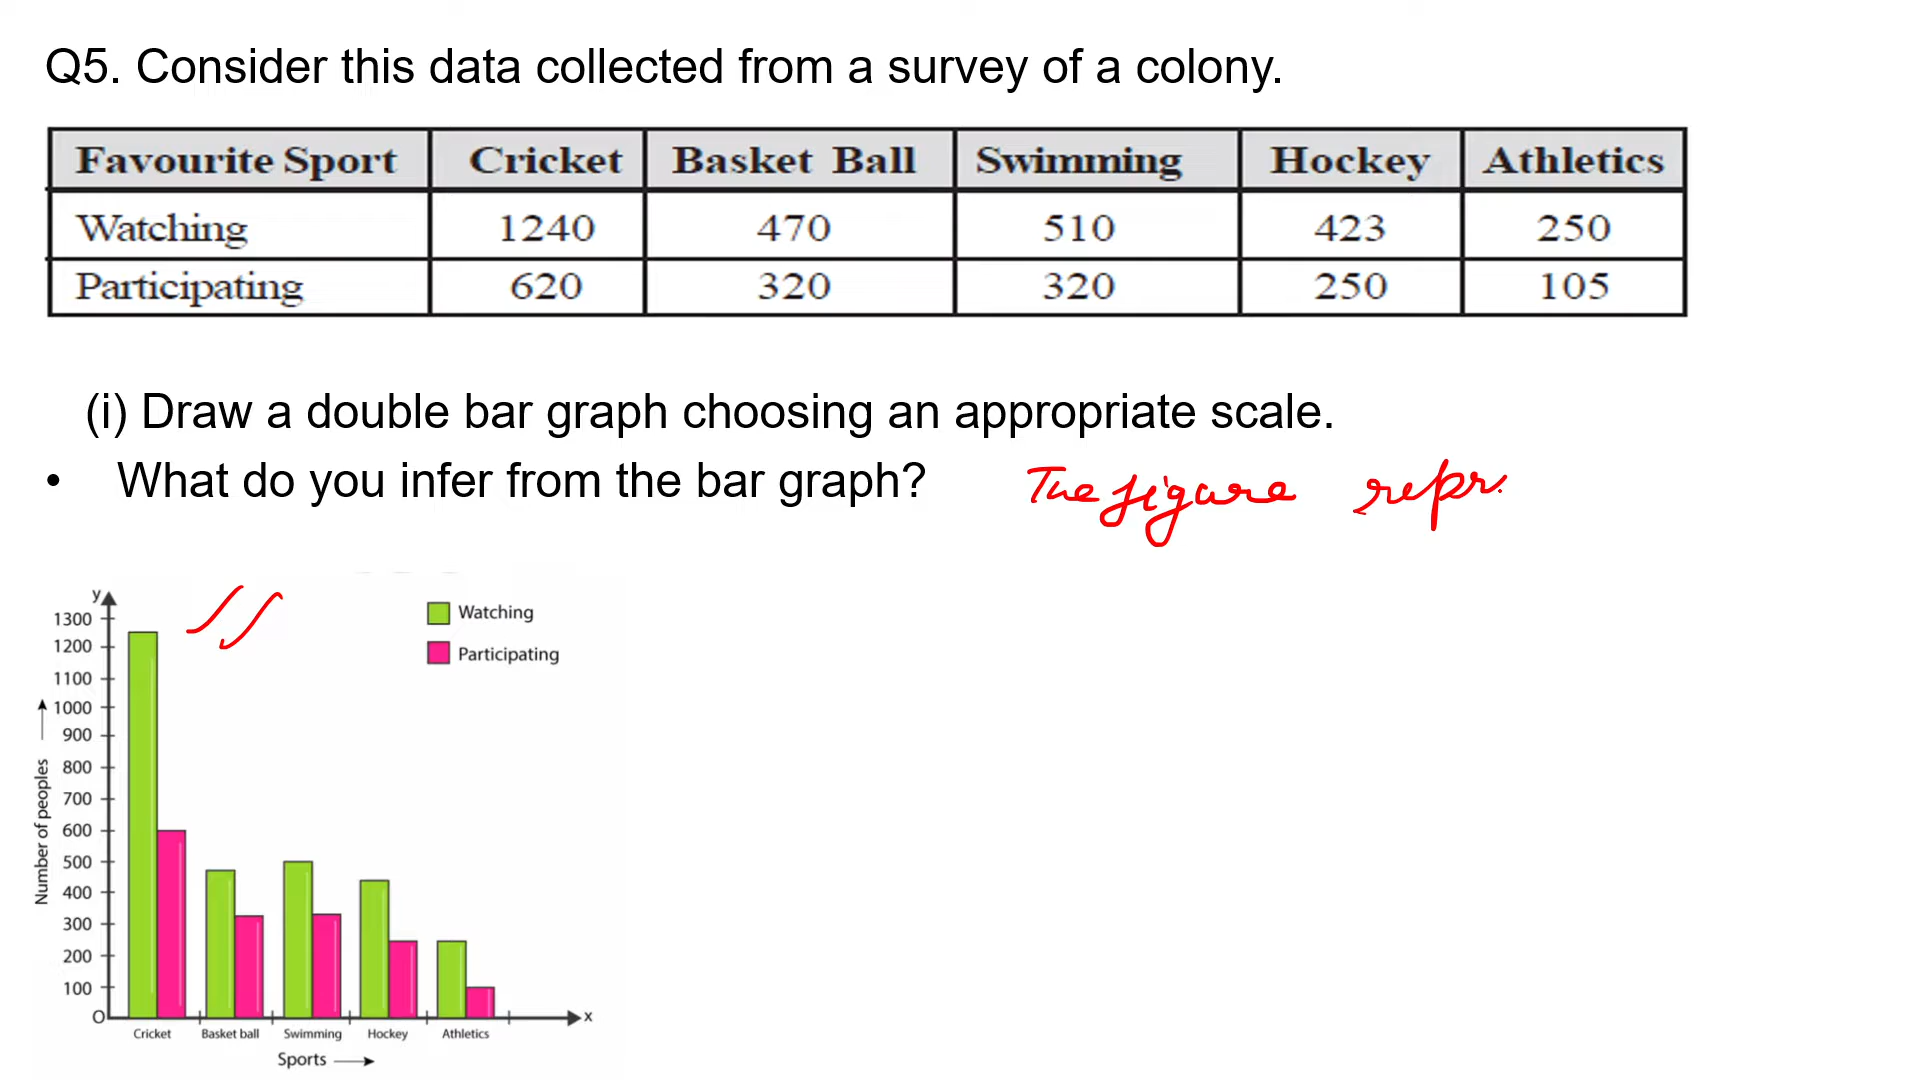 Q5. Consider this data collected from a survey of a colony.
Favourite Sport Cricket Basket Ball Swimming Hockey Athletics
Watching 1240 470 510 423 250
Participating 620 320 320 250 105
(i) Draw a double bar graph choosing an appropriate scale.
• What do you infer from the bar graph? The figure repr.
y
Watching
Participating
1300
1200
1100
1000
900
800
700
600
500
400
300
200
100
O
Number of peoples
x
Cricket Basket ball Swimming Hockey Athletics
Sports